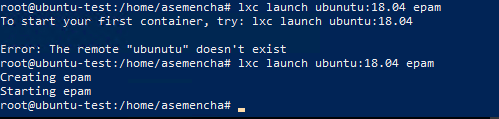 root@ubuntu-test:/home/asemencha# lxc launch ubunutu:18.04 epam
To start your first container, try: lxc launch ubuntu:18.04

Error: The remote "ubunutu" doesn't exist
root@ubuntu-test:/home/asemencha# lxc launch ubuntu:18.04 epam
Creating epam
Starting epam
root@ubuntu-test:/home/asemencha#